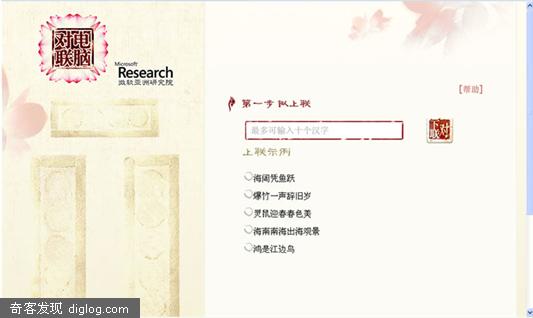 电脑
对联
Microsoft
Research
微软亚洲研究院
[帮助]
第一步 拟上联
最多可输入十个汉字
对下联
上联示例
海阔凭鱼跃
爆竹一声辞旧岁
灵鼠迎春春色美
海南南海出海观景
鸿是江边鸟
奇客发现 diglog.com